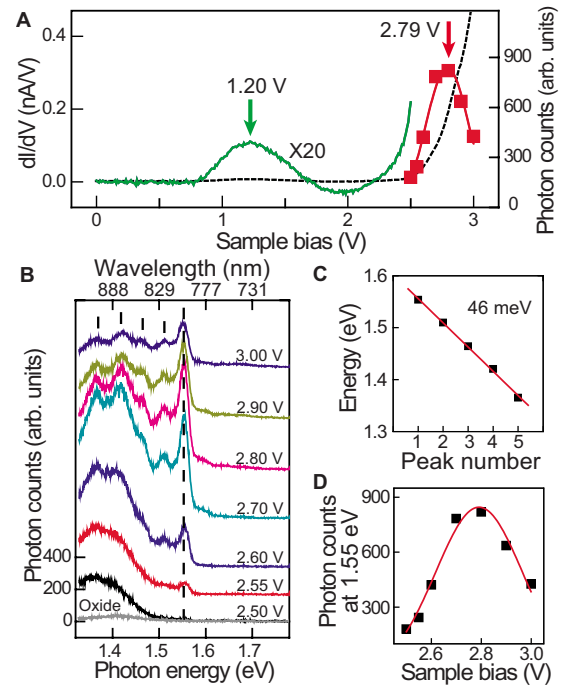 A
2.79 V
1.20 V
X20
dI/dV (nA/V)
0.4
0.2
0.0
Photon counts (arb. units)
900
600
300
0
0 1 2 3
Sample bias (V)
B
Wavelength (nm)
888 829 777 731
3.00 V
2.90 V
2.80 V
2.70 V
2.60 V
2.55 V
2.50 V
Oxide
Photon counts (arb. units)
400
200
0
1.4 1.5 1.6 1.7
Photon energy (eV)
C
46 meV
Energy (eV)
1.6
1.5
1.4
1.3
1 2 3 4 5
Peak number
D
Photon counts
at 1.55 eV
900
600
300
2.6 2.8 3.0
Sample bias (V)